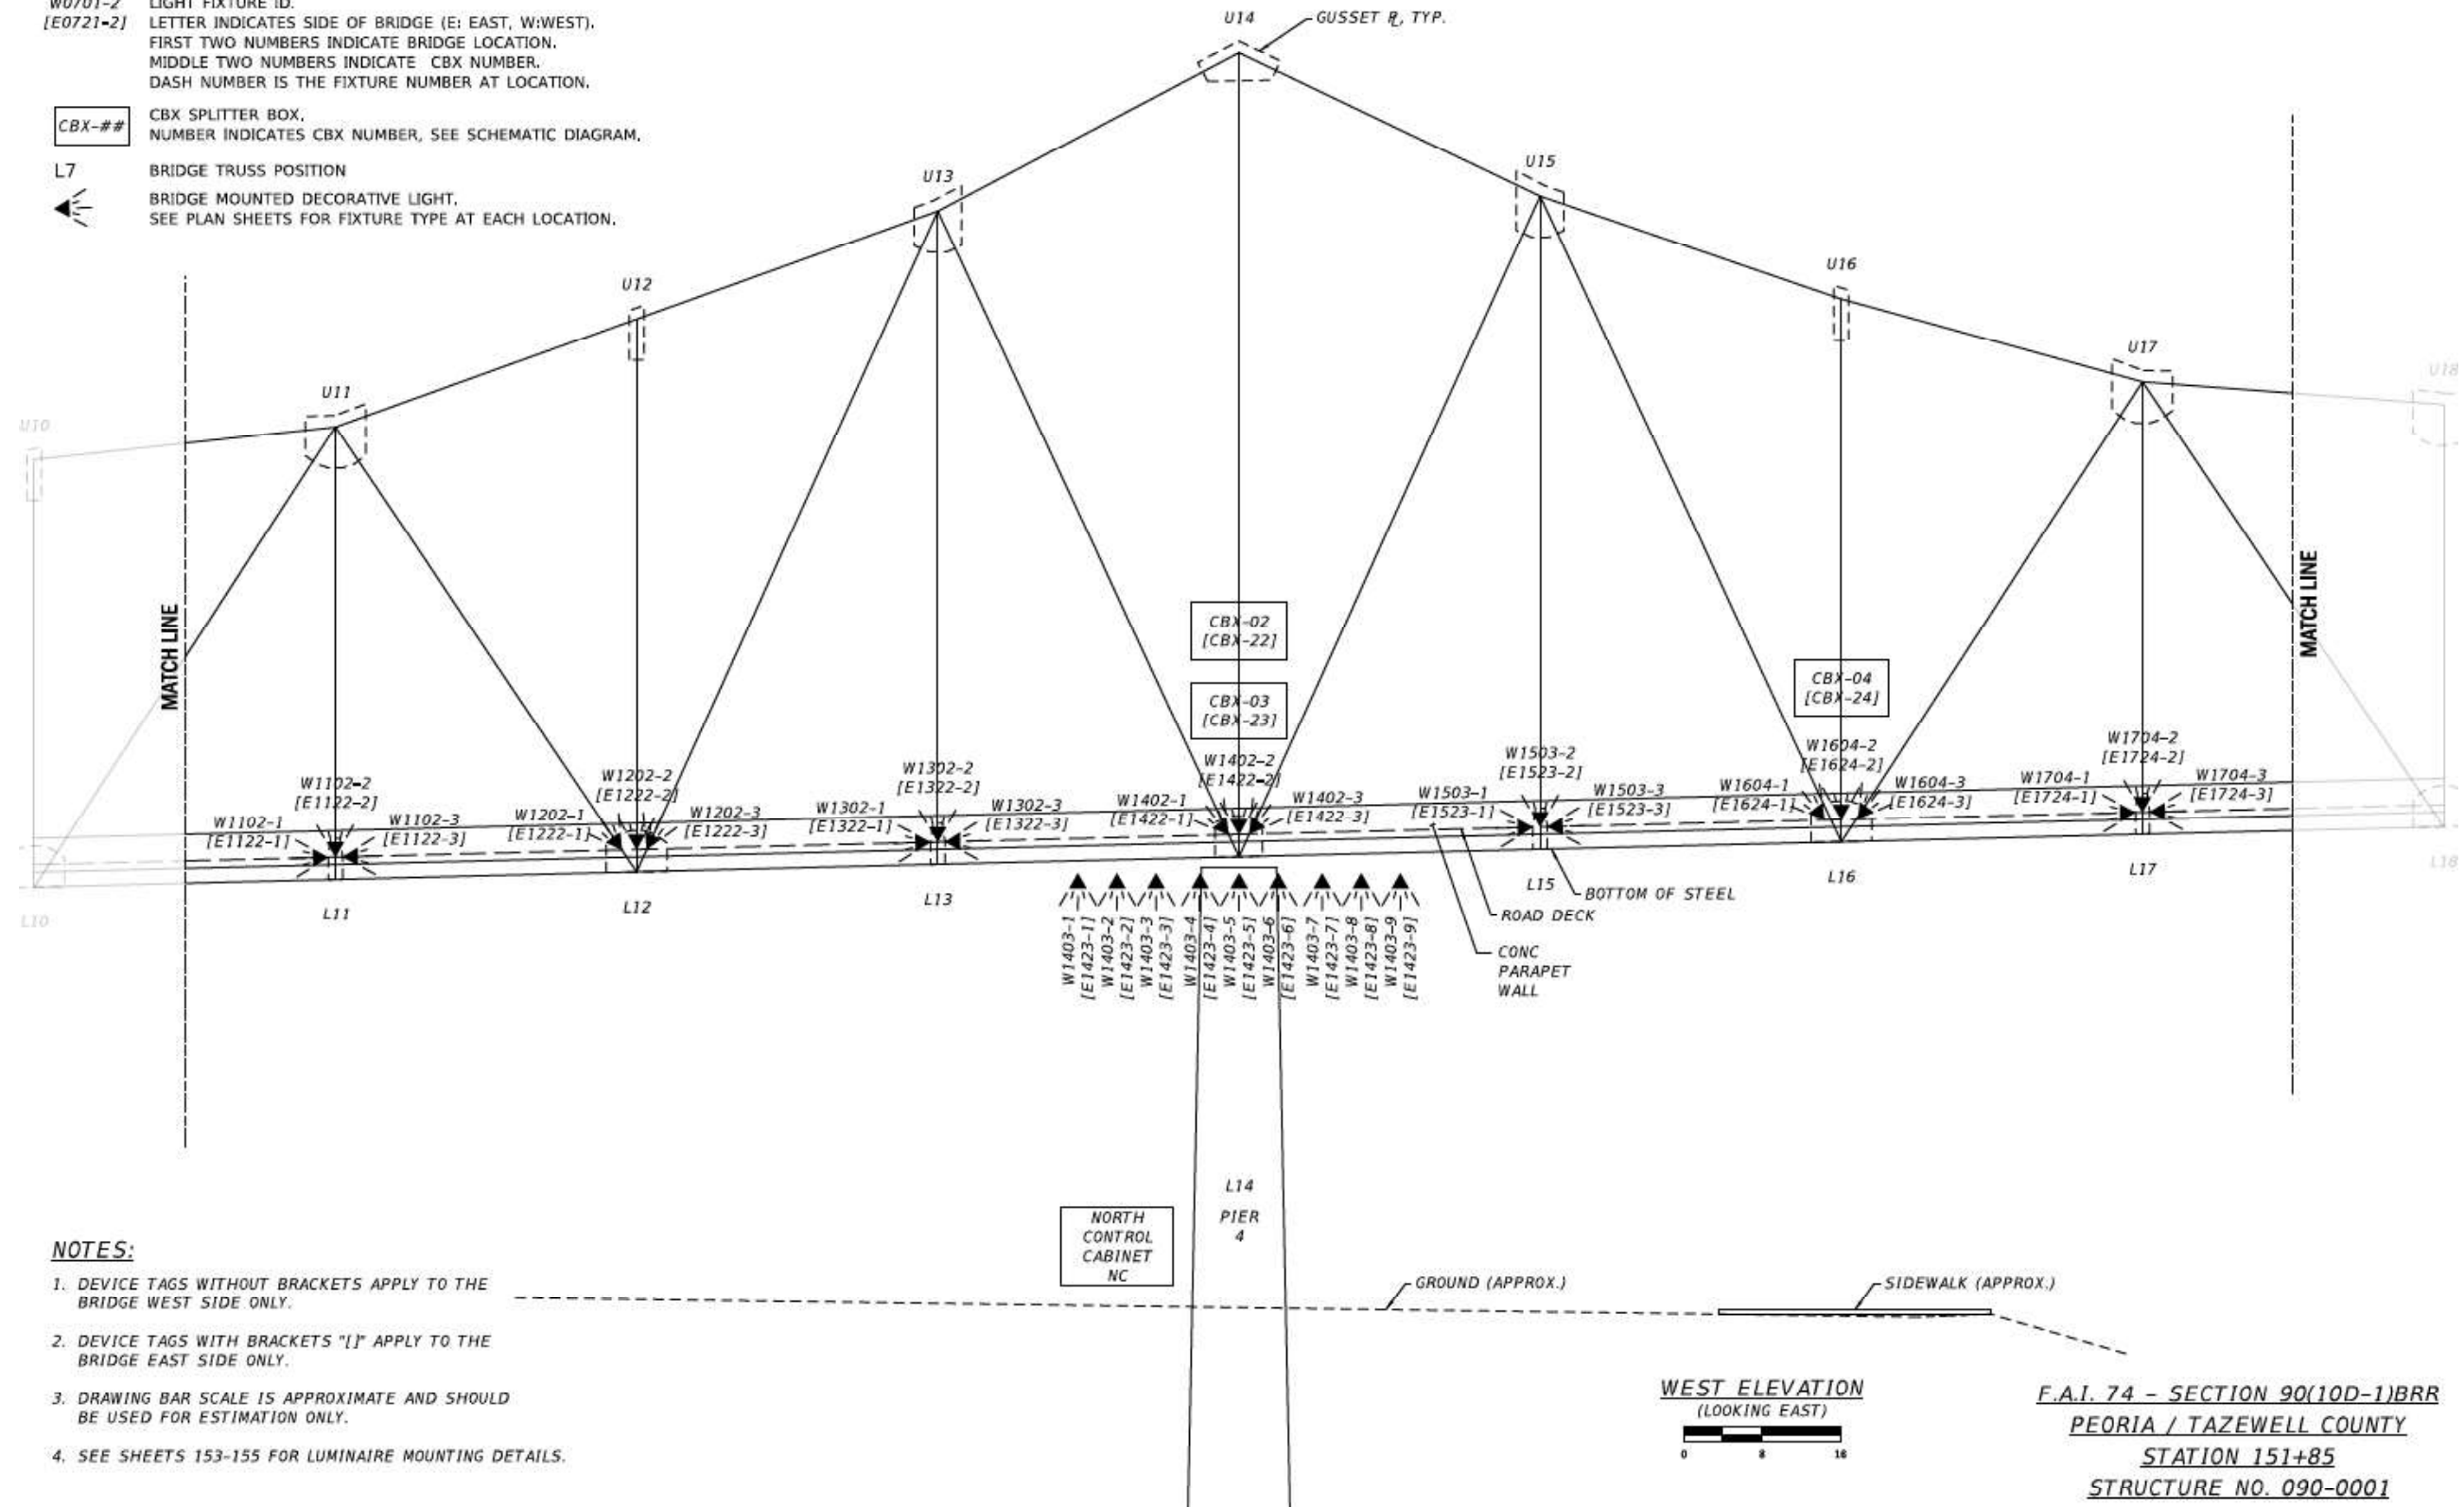 W0701-2 LIGHT FIXTURE ID.
[E0721-2] LETTER INDICATES SIDE OF BRIDGE (E: EAST, W:WEST).
FIRST TWO NUMBERS INDICATE BRIDGE LOCATION.
MIDDLE TWO NUMBERS INDICATE CBX NUMBER.
DASH NUMBER IS THE FIXTURE NUMBER AT LOCATION.
CBX-## CBX SPLITTER BOX.
NUMBER INDICATES CBX NUMBER, SEE SCHEMATIC DIAGRAM.
L7 BRIDGE TRUSS POSITION
BRIDGE MOUNTED DECORATIVE LIGHT.
SEE PLAN SHEETS FOR FIXTURE TYPE AT EACH LOCATION.
U14
GUSSET ℞, TYP.
U13
U15
U12
U16
U11
U17
U10
U18
MATCH LINE
MATCH LINE
CBX-02
[CBX-22]
CBX-03
[CBX-23]
CBX-04
[CBX-24]
W1102-1
[E1122-1]
W1102-2
[E1122-2]
W1102-3
[E1122-3]
W1202-1
[E1222-1]
W1202-2
[E1222-2]
W1202-3
[E1222-3]
W1302-1
[E1322-1]
W1302-2
[E1322-2]
W1302-3
[E1322-3]
W1402-1
[E1422-1]
W1402-2
[E1422-2]
W1402-3
[E1422-3]
W1503-1
[E1523-1]
W1503-2
[E1523-2]
W1503-3
[E1523-3]
W1604-1
[E1624-1]
W1604-2
[E1624-2]
W1604-3
[E1624-3]
W1704-1
[E1724-1]
W1704-2
[E1724-2]
W1704-3
[E1724-3]
L10
L11
L12
L13
L15
L16
L17
L18
BOTTOM OF STEEL
ROAD DECK
CONC
PARAPET
WALL
W1403-1
[E1423-1]
W1403-2
[E1423-2]
W1403-3
[E1423-3]
W1403-4
[E1423-4]
W1403-5
[E1423-5]
W1403-6
[E1423-6]
W1403-7
[E1423-7]
W1403-8
[E1423-8]
W1403-9
[E1423-9]
L14
PIER
4
NORTH
CONTROL
CABINET
NC
GROUND (APPROX.)
SIDEWALK (APPROX.)
NOTES:
1. DEVICE TAGS WITHOUT BRACKETS APPLY TO THE
BRIDGE WEST SIDE ONLY.
2. DEVICE TAGS WITH BRACKETS "[]" APPLY TO THE
BRIDGE EAST SIDE ONLY.
3. DRAWING BAR SCALE IS APPROXIMATE AND SHOULD
BE USED FOR ESTIMATION ONLY.
4. SEE SHEETS 153-155 FOR LUMINAIRE MOUNTING DETAILS.
WEST ELEVATION
(LOOKING EAST)
0 8 16
F.A.I. 74 - SECTION 90(10D-1)BRR
PEORIA / TAZEWELL COUNTY
STATION 151+85
STRUCTURE NO. 090-0001